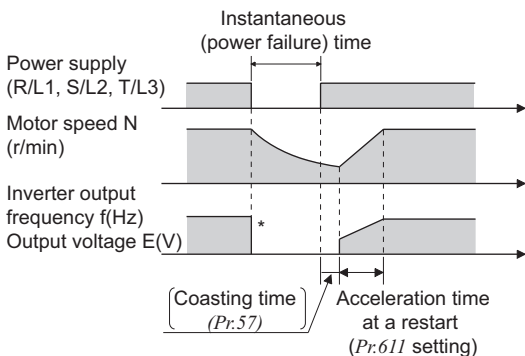 Instantaneous
(power failure) time
Power supply
(R/L1, S/L2, T/L3)
Motor speed N
(r/min)
Inverter output
frequency f(Hz)
*
Output voltage E(V)
Coasting time
(Pr.57)
Acceleration time
at a restart
(Pr.611 setting)